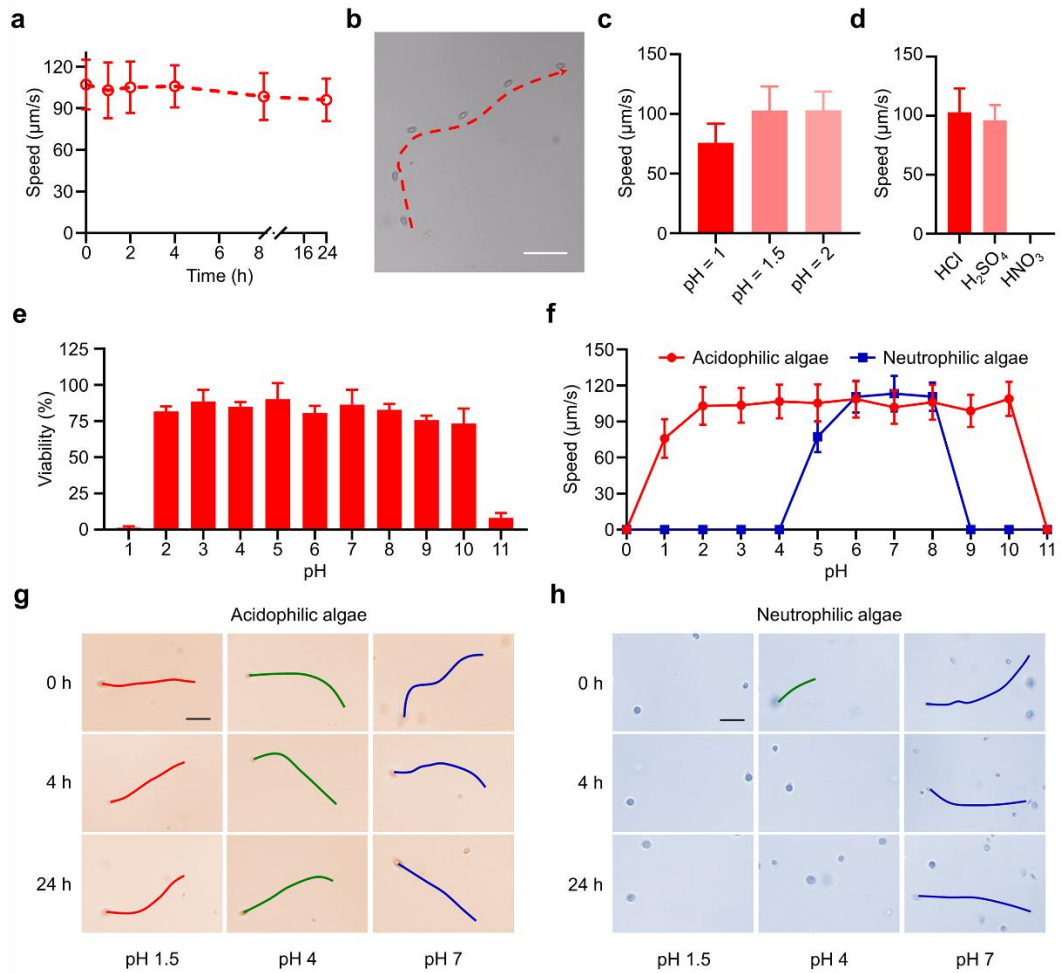 a
Speed (µm/s)
120
90
60
30
0
0 2 4 6 8 16 24
Time (h)
b
c
Speed (µm/s)
150
100
50
0
pH = 1
pH = 1.5
pH = 2
d
Speed (µm/s)
150
100
50
0
HCl
H₂SO₄
HNO₃
e
Viability (%)
125
100
75
50
25
0
1 2 3 4 5 6 7 8 9 10 11
pH
f
Acidophilic algae Neutrophilic algae
Speed (µm/s)
150
120
90
60
30
0
0 1 2 3 4 5 6 7 8 9 10 11
pH
g
Acidophilic algae
0 h
4 h
24 h
pH 1.5 pH 4 pH 7
h
Neutrophilic algae
0 h
4 h
24 h
pH 1.5 pH 4 pH 7